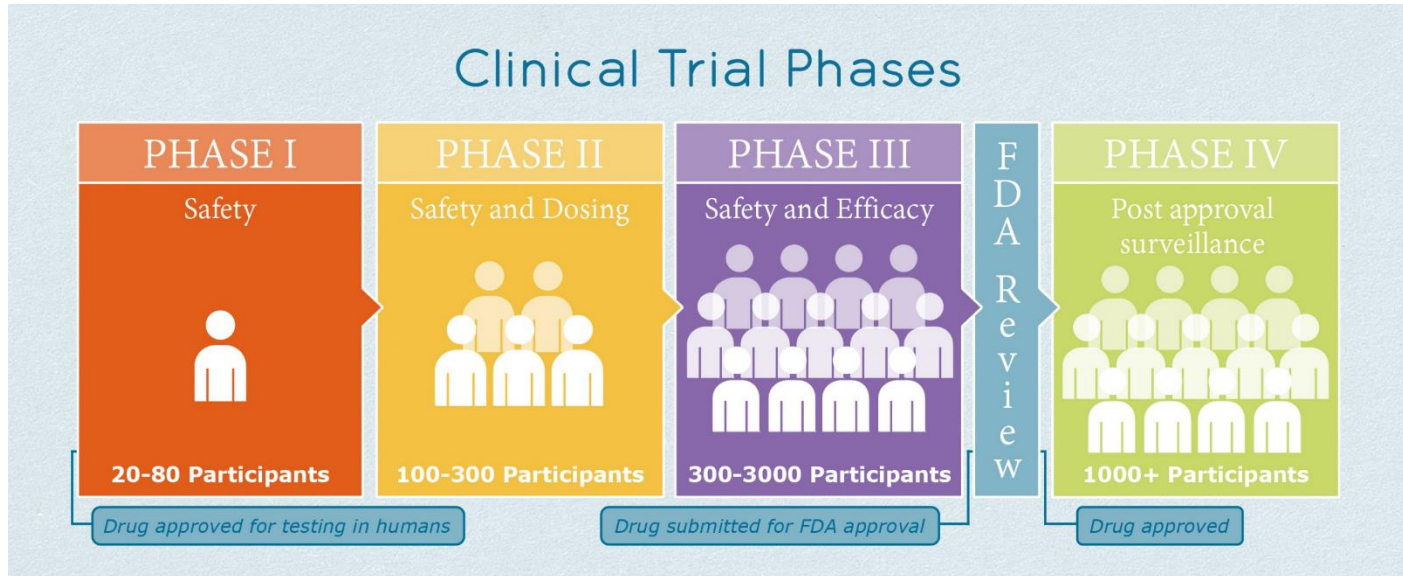 Clinical Trial Phases
PHASE I
Safety
20-80 Participants
PHASE II
Safety and Dosing
100-300 Participants
PHASE III
Safety and Efficacy
300-3000 Participants
FDA Review
PHASE IV
Post approval
surveillance
1000+ Participants
Drug approved for testing in humans
Drug submitted for FDA approval
Drug approved